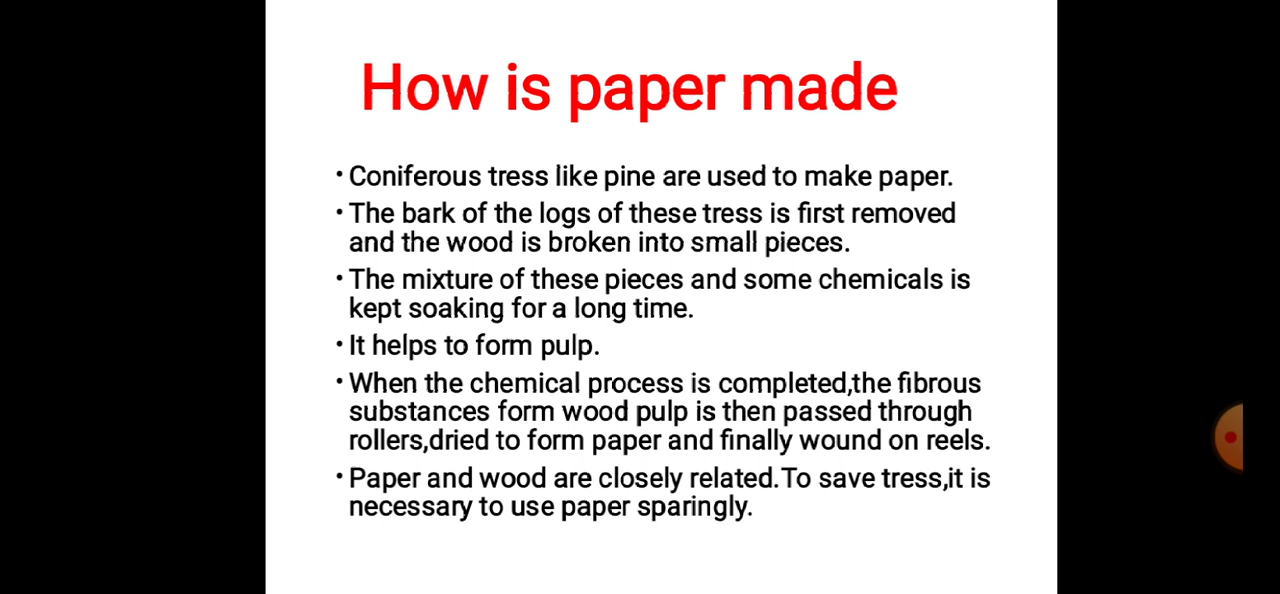 How is paper made
• Coniferous tress like pine are used to make paper.
• The bark of the logs of these tress is first removed
and the wood is broken into small pieces.
• The mixture of these pieces and some chemicals is
kept soaking for a long time.
• It helps to form pulp.
• When the chemical process is completed,the fibrous
substances form wood pulp is then passed through
rollers,dried to form paper and finally wound on reels.
• Paper and wood are closely related.To save tress,it is
necessary to use paper sparingly.